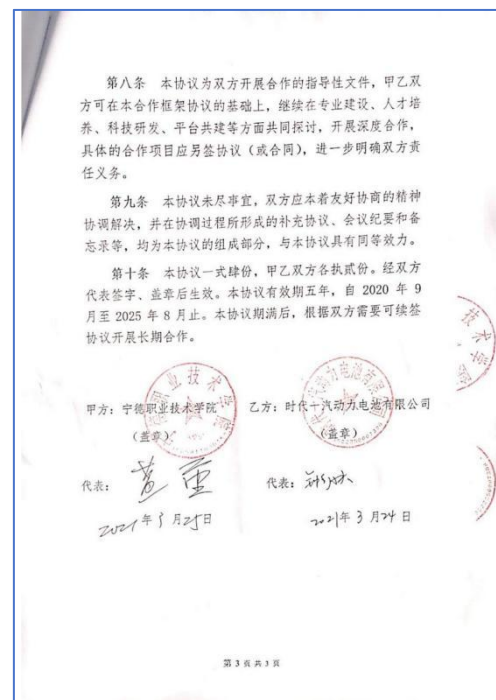 第八条　本协议为双方开展合作的指导性文件，甲乙双
方可在本合作框架协议的基础上，继续在专业建设、人才培
养、科技研发、平台共建等方面共同探讨，开展深度合作，
具体的合作项目应另签协议（或合同），进一步明确双方责
任义务。
第九条　本协议未尽事宜，双方应本着友好协商的精神
协调解决，并在协调过程所形成的补充协议、会议纪要和备
忘录等，均为本协议的组成部分，与本协议具有同等效力。
第十条　本协议一式肆份，甲乙双方各执贰份。经双方
代表签字、盖章后生效。本协议有效期五年，自 2020 年 9
月至 2025 年 8 月止。本协议期满后，根据双方需要可续签
协议开展长期合作。
甲方：宁德职业技术学院　乙方：时代一汽动力电池有限公司
（盖章）　（盖章）
代表：　代表：
2021年3月25日　2021年3月24日
第 3 页 共 3 页